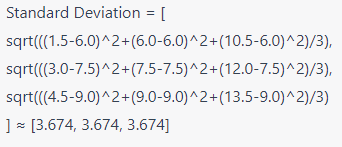 Standard Deviation = [
sqrt(((1.5-6.0)^2+(6.0-6.0)^2+(10.5-6.0)^2)/3),
sqrt(((3.0-7.5)^2+(7.5-7.5)^2+(12.0-7.5)^2)/3),
sqrt(((4.5-9.0)^2+(9.0-9.0)^2+(13.5-9.0)^2)/3)
] ≈ [3.674, 3.674, 3.674]